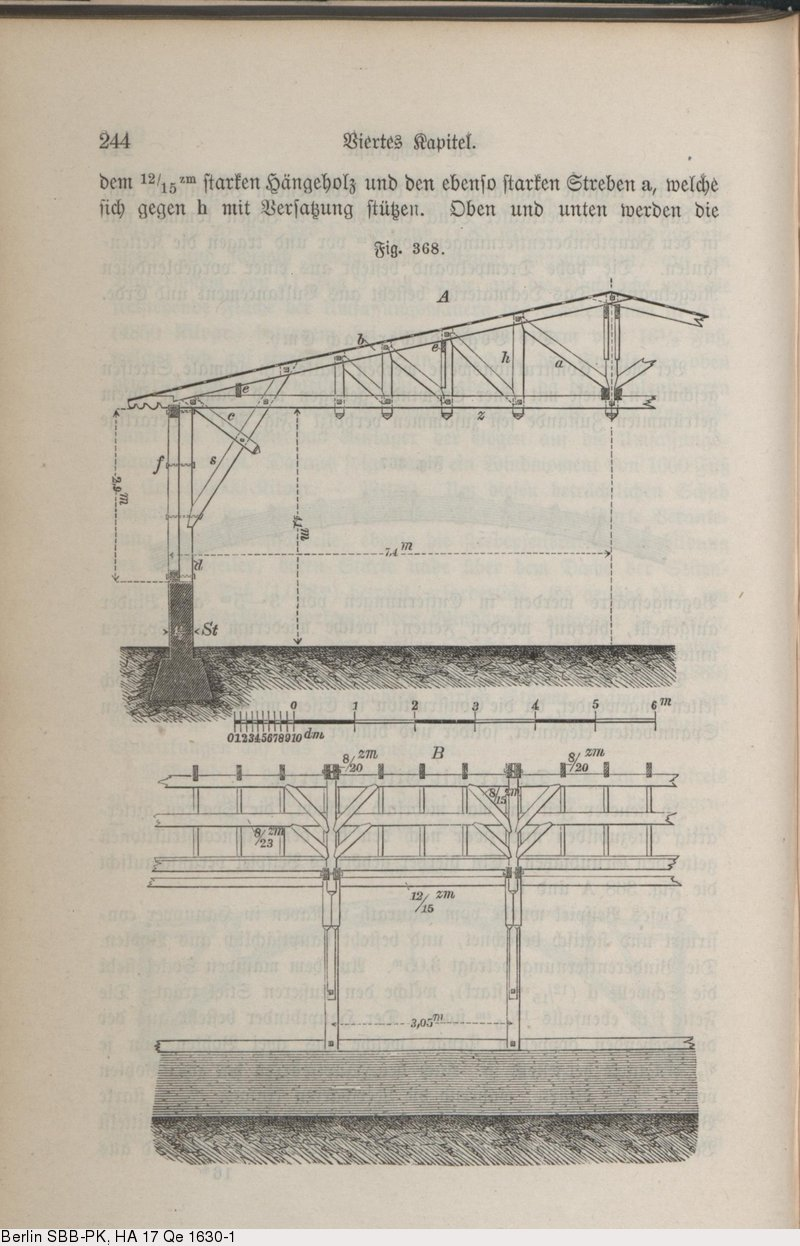 244
Viertes Kapitel.
dem 12/15 zm starken Hängeholz und den ebenso starken Streben a, welche
sich gegen h mit Versatzung stützen. Oben und unten werden die
Fig. 368.
A
b
e
h
a
e
c
z
s
f
2,9 m
4,1 m
7,4 m
d
St
0 1 2 3 4 5 6 m
0 1 2 3 4 5 6 7 8 9 10 dm
B
8/20 zm
8/20 zm
8/15 zm
8/23 zm
12/15 zm
3,05 m
Berlin SBB-PK, HA 17 Qe 1630-1